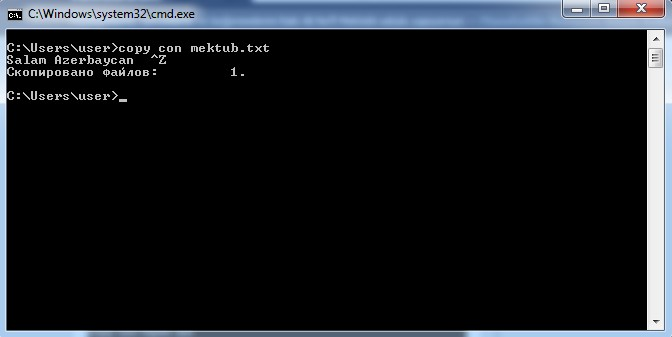 C:\Windows\system32\cmd.exe
C:\Users\user>copy con mektub.txt
Salam Azerbaycan ^Z
Скопировано файлов: 1.
C:\Users\user>_